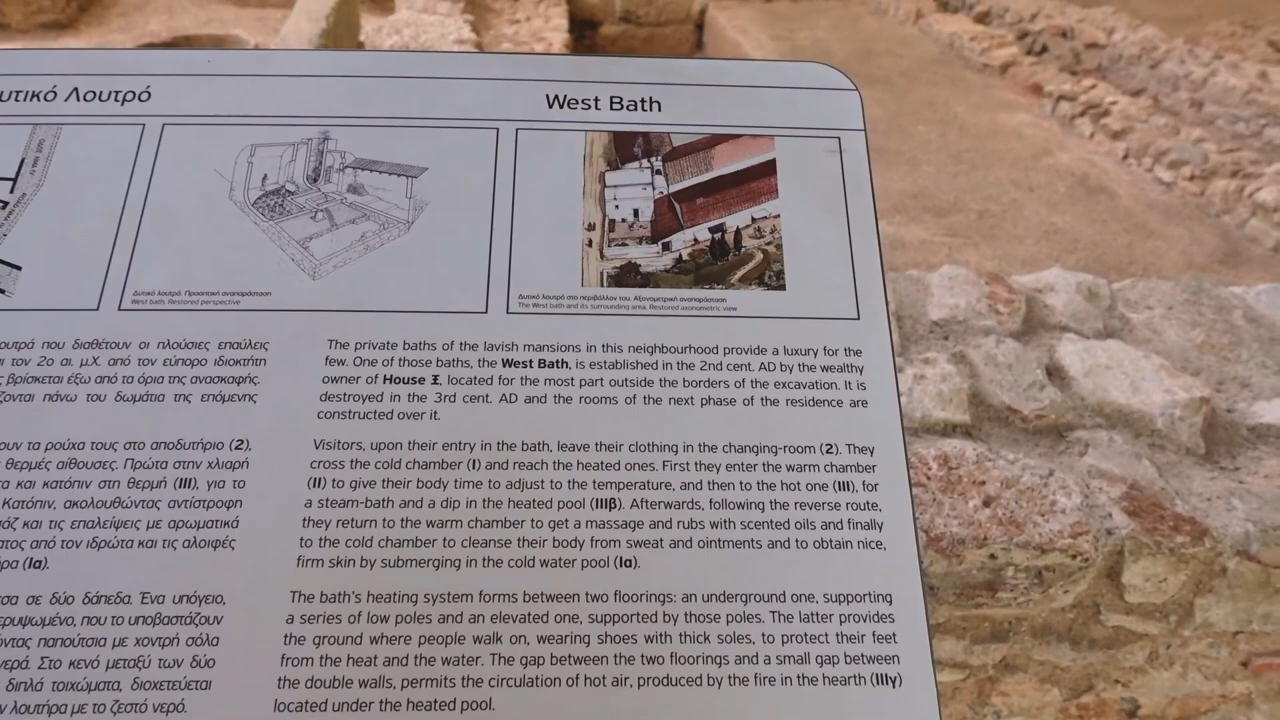 υτικό Λουτρό
West Bath
Δυτικό λουτρό. Προοπτική αναπαράσταση
West bath. Restored perspective
Δυτικό λουτρό στο περιβάλλον του. Αξονομετρική αναπαράσταση
The West bath and its surrounding area. Restored axonometric view
ουτρά που διαθέτουν οι πλούσιες επαύλεις
ι τον 2ο αι. μ.Χ. από τον εύπορο ιδιοκτήτη
ς βρίσκεται έξω από τα όρια της ανασκαφής.
ζονται πάνω του δωμάτια της επόμενης
ουν τα ρούχα τους στο αποδυτήριο (2),
θερμές αίθουσες. Πρώτα στην χλιαρή
α και κατόπιν στη θερμή (III), για το
Κατόπιν, ακολουθώντας αντίστροφη
άζ και τις επαλείψεις με αρωματικά
ατος από τον ιδρώτα και τις αλοιφές
ρα (Ια).
σα σε δύο δάπεδα. Ένα υπόγειο,
ερυψωμένο, που το υποβαστάζουν
ντας παπούτσια με χοντρή σόλα
νερά. Στο κενό μεταξύ των δύο
διπλά τοιχώματα, διοχετεύεται
ν λουτήρα με το ζεστό νερό.
The private baths of the lavish mansions in this neighbourhood provide a luxury for the
few. One of those baths, the West Bath, is established in the 2nd cent. AD by the wealthy
owner of House Ξ, located for the most part outside the borders of the excavation. It is
destroyed in the 3rd cent. AD and the rooms of the next phase of the residence are
constructed over it.
Visitors, upon their entry in the bath, leave their clothing in the changing-room (2). They
cross the cold chamber (I) and reach the heated ones. First they enter the warm chamber
(II) to give their body time to adjust to the temperature, and then to the hot one (III), for
a steam-bath and a dip in the heated pool (IIIβ). Afterwards, following the reverse route,
they return to the warm chamber to get a massage and rubs with scented oils and finally
to the cold chamber to cleanse their body from sweat and ointments and to obtain nice,
firm skin by submerging in the cold water pool (Ια).
The bath's heating system forms between two floorings: an underground one, supporting
a series of low poles and an elevated one, supported by those poles. The latter provides
the ground where people walk on, wearing shoes with thick soles, to protect their feet
from the heat and the water. The gap between the two floorings and a small gap between
the double walls, permits the circulation of hot air, produced by the fire in the hearth (IIIγ)
located under the heated pool.